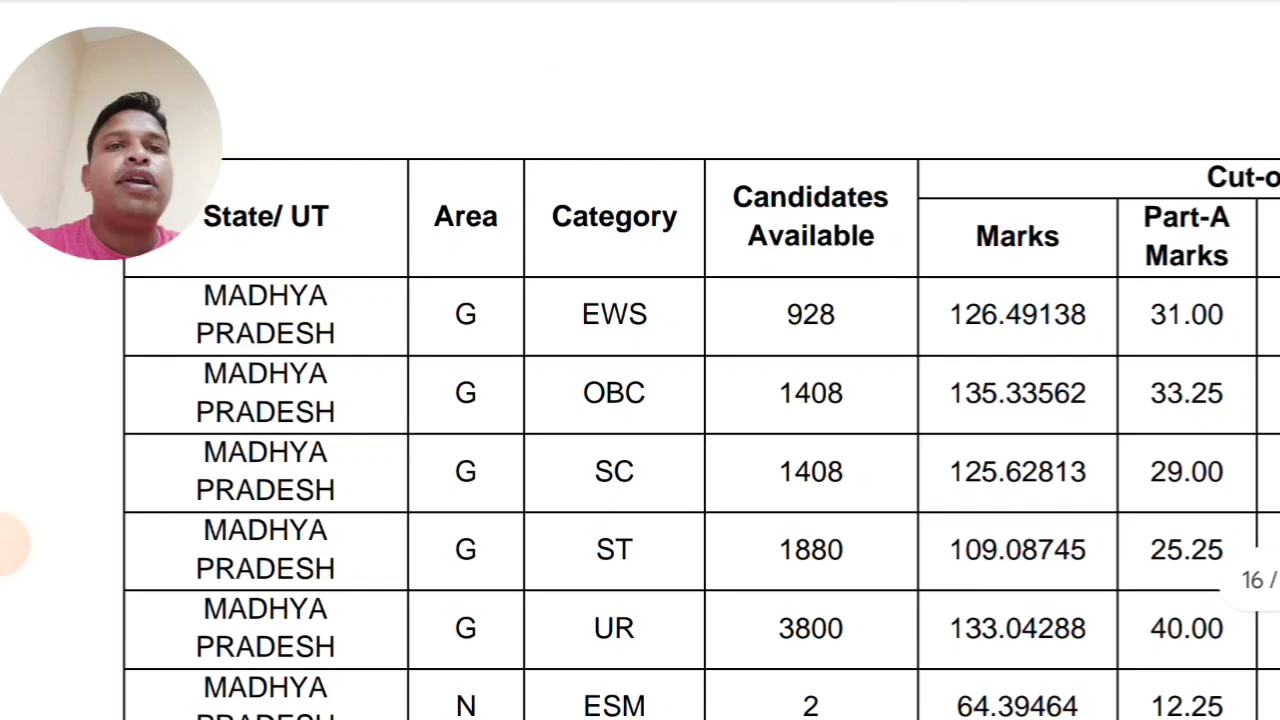 State/ UT Area Category Candidates Available Cut-o
Marks Part-A Marks
MADHYA PRADESH G EWS 928 126.49138 31.00
MADHYA PRADESH G OBC 1408 135.33562 33.25
MADHYA PRADESH G SC 1408 125.62813 29.00
MADHYA PRADESH G ST 1880 109.08745 25.25
MADHYA PRADESH G UR 3800 133.04288 40.00
MADHYA PRADESH N ESM 2 64.39464 12.25
16 /